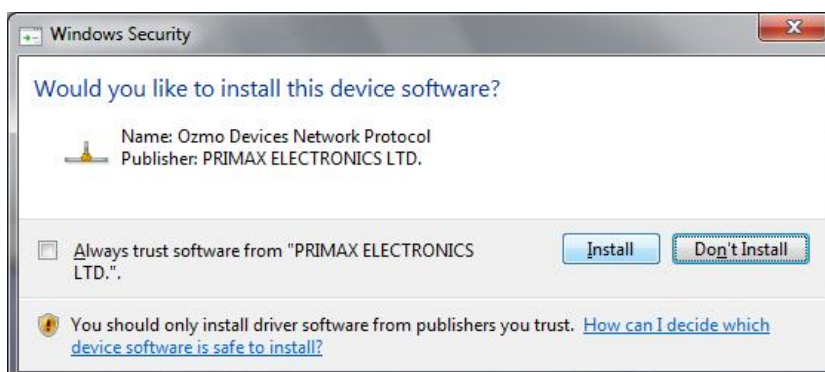 Windows Security
Would you like to install this device software?
Name: Ozmo Devices Network Protocol
Publisher: PRIMAX ELECTRONICS LTD.
Always trust software from "PRIMAX ELECTRONICS
LTD.".
Install
Don't Install
You should only install driver software from publishers you trust. How can I decide which
device software is safe to install?